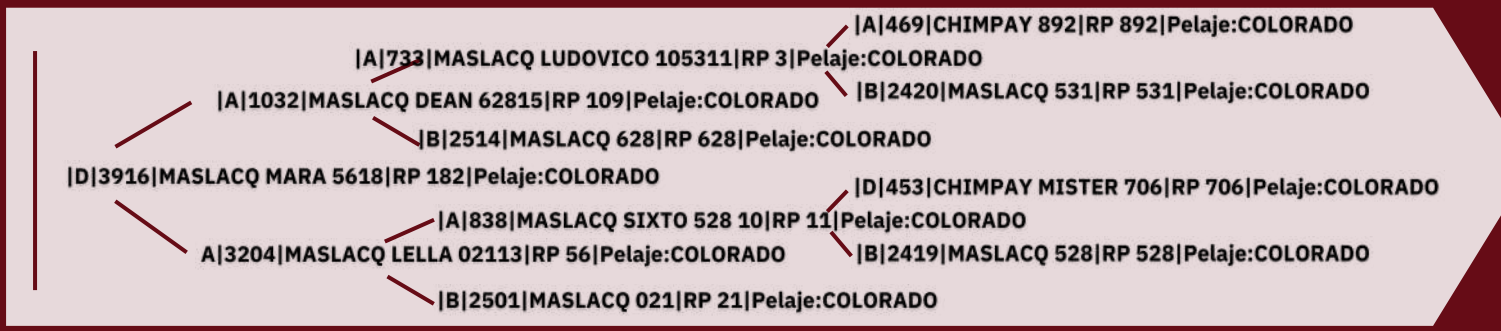 |A|469|CHIMPAY 892|RP 892|Pelaje:COLORADO
|A|733|MASLACQ LUDOVICO 105311|RP 3|Pelaje:COLORADO
|B|2420|MASLACQ 531|RP 531|Pelaje:COLORADO
|A|1032|MASLACQ DEAN 62815|RP 109|Pelaje:COLORADO
|B|2514|MASLACQ 628|RP 628|Pelaje:COLORADO
|D|3916|MASLACQ MARA 5618|RP 182|Pelaje:COLORADO
|D|453|CHIMPAY MISTER 706|RP 706|Pelaje:COLORADO
|A|838|MASLACQ SIXTO 528 10|RP 11|Pelaje:COLORADO
A|3204|MASLACQ LELLA 02113|RP 56|Pelaje:COLORADO
|B|2419|MASLACQ 528|RP 528|Pelaje:COLORADO
|B|2501|MASLACQ 021|RP 21|Pelaje:COLORADO